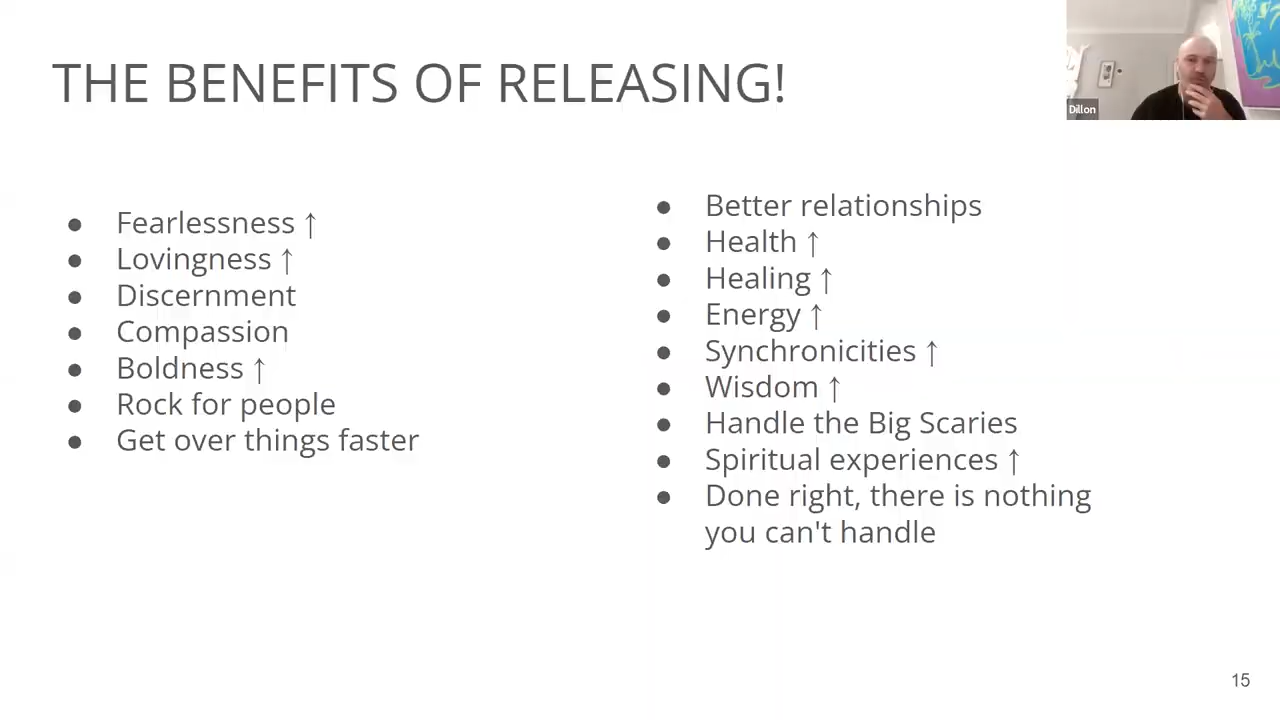 THE BENEFITS OF RELEASING!
Dillon
● Fearlessness ↑
● Lovingness ↑
● Discernment
● Compassion
● Boldness ↑
● Rock for people
● Get over things faster
● Better relationships
● Health ↑
● Healing ↑
● Energy ↑
● Synchronicities ↑
● Wisdom ↑
● Handle the Big Scaries
● Spiritual experiences ↑
● Done right, there is nothing
you can't handle
15